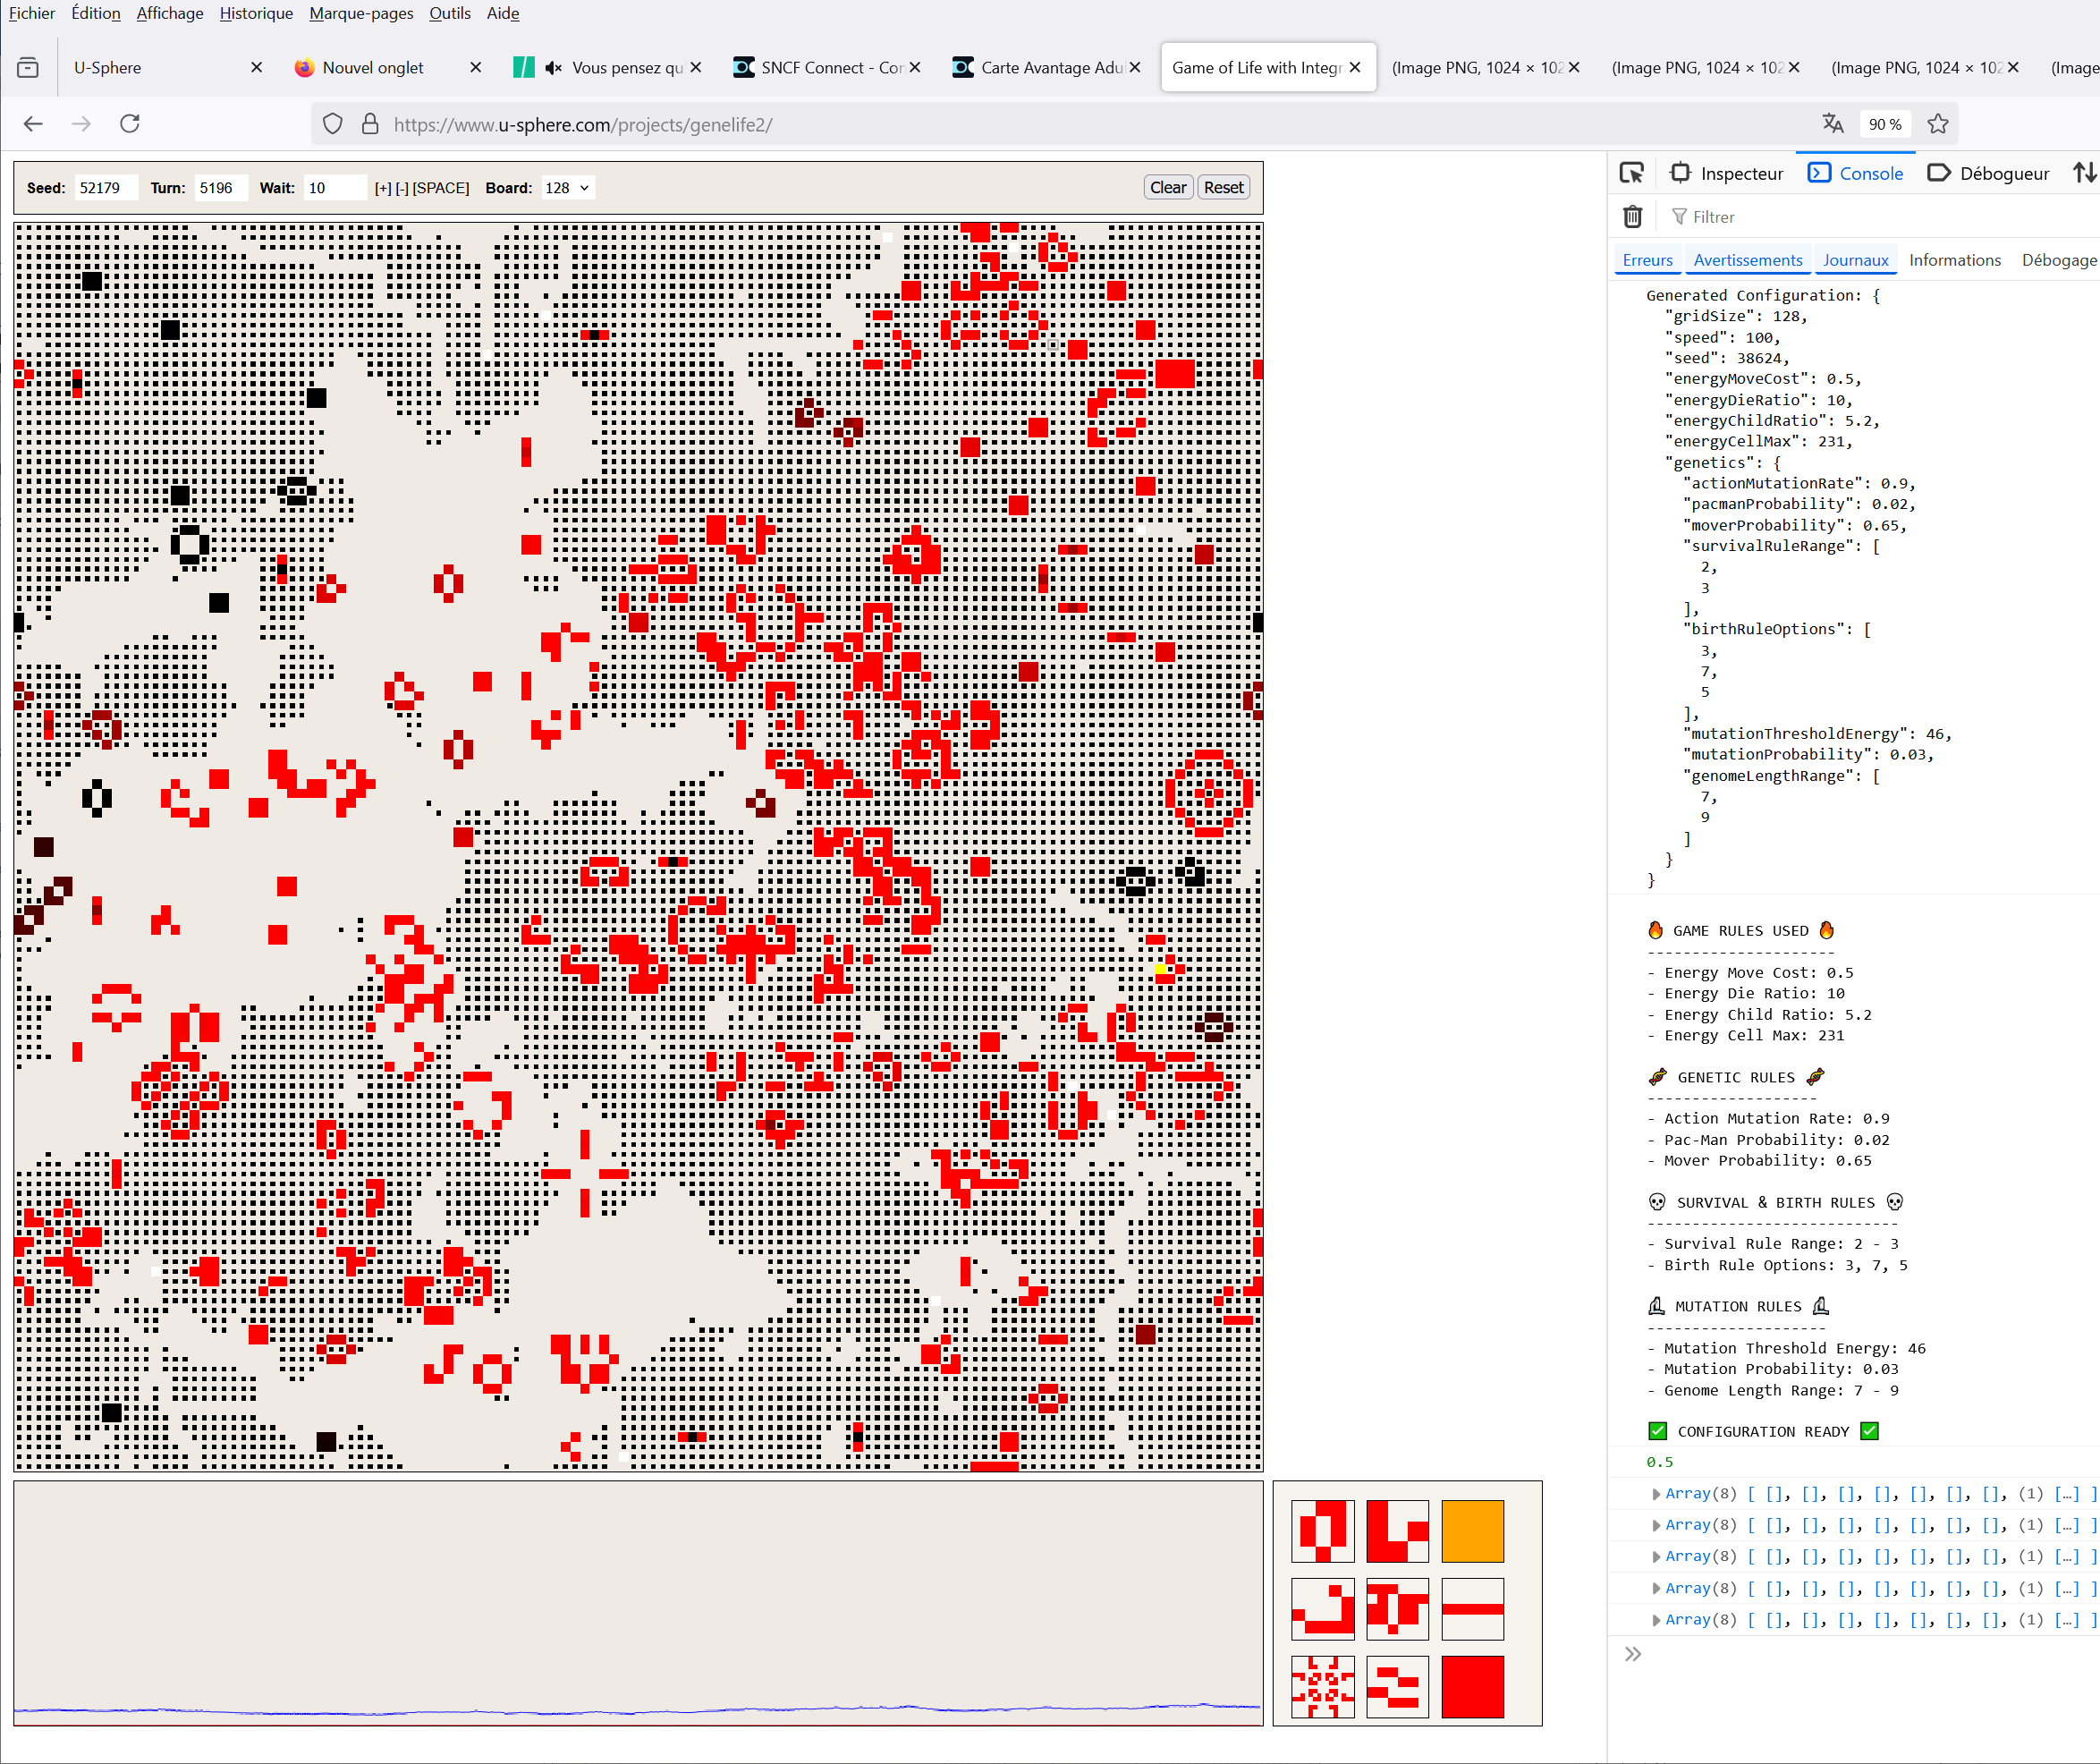 Fichier Édition Affichage Historique Marque-pages Outils Aide
U-Sphere Nouvel onglet Vous pensez qu SNCF Connect - Con Carte Avantage Adul Game of Life with Integr (Image PNG, 1024 × 102 (Image PNG, 1024 × 102 (Image PNG, 1024 × 102 (Image
https://www.u-sphere.com/projects/genelife2/ 90 %
Seed: 52179 Turn: 5196 Wait: 10 [+] [-] [SPACE] Board: 128 Clear Reset
Inspecteur Console Débogueur
Filtrer
Erreurs Avertissements Journaux Informations Débogage
Generated Configuration: {
"gridSize": 128,
"speed": 100,
"seed": 38624,
"energyMoveCost": 0.5,
"energyDieRatio": 10,
"energyChildRatio": 5.2,
"energyCellMax": 231,
"genetics": {
"actionMutationRate": 0.9,
"pacmanProbability": 0.02,
"moverProbability": 0.65,
"survivalRuleRange": [
2,
3
],
"birthRuleOptions": [
3,
7,
5
],
"mutationThresholdEnergy": 46,
"mutationProbability": 0.03,
"genomeLengthRange": [
7,
9
]
}
}
🔥 GAME RULES USED 🔥
---------------------
- Energy Move Cost: 0.5
- Energy Die Ratio: 10
- Energy Child Ratio: 5.2
- Energy Cell Max: 231
🧬 GENETIC RULES 🧬
-------------------
- Action Mutation Rate: 0.9
- Pac-Man Probability: 0.02
- Mover Probability: 0.65
💀 SURVIVAL & BIRTH RULES 💀
----------------------------
- Survival Rule Range: 2 - 3
- Birth Rule Options: 3, 7, 5
🔬 MUTATION RULES 🔬
--------------------
- Mutation Threshold Energy: 46
- Mutation Probability: 0.03
- Genome Length Range: 7 - 9
✅ CONFIGURATION READY ✅
0.5
Array(8) [ [], [], [], [], [], [], [], (1) […] ]
Array(8) [ [], [], [], [], [], [], [], (1) […] ]
Array(8) [ [], [], [], [], [], [], [], (1) […] ]
Array(8) [ [], [], [], [], [], [], [], (1) […] ]
Array(8) [ [], [], [], [], [], [], [], (1) […] ]